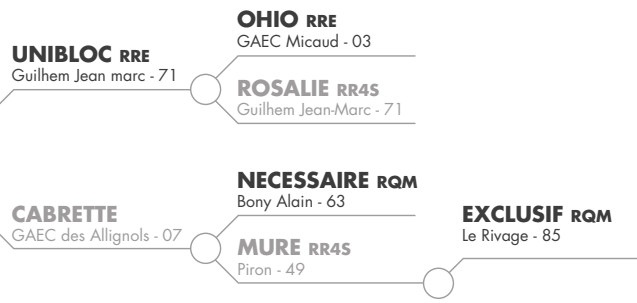 OHIO RRE
GAEC Micaud - 03
UNIBLOC RRE
Guilhem Jean marc - 71
ROSALIE RR4S
Guilhem Jean-Marc - 71
NECESSAIRE RQM
Bony Alain - 63
CABRETTE
GAEC des Allignols - 07
EXCLUSIF RQM
Le Rivage - 85
MURE RR4S
Piron - 49